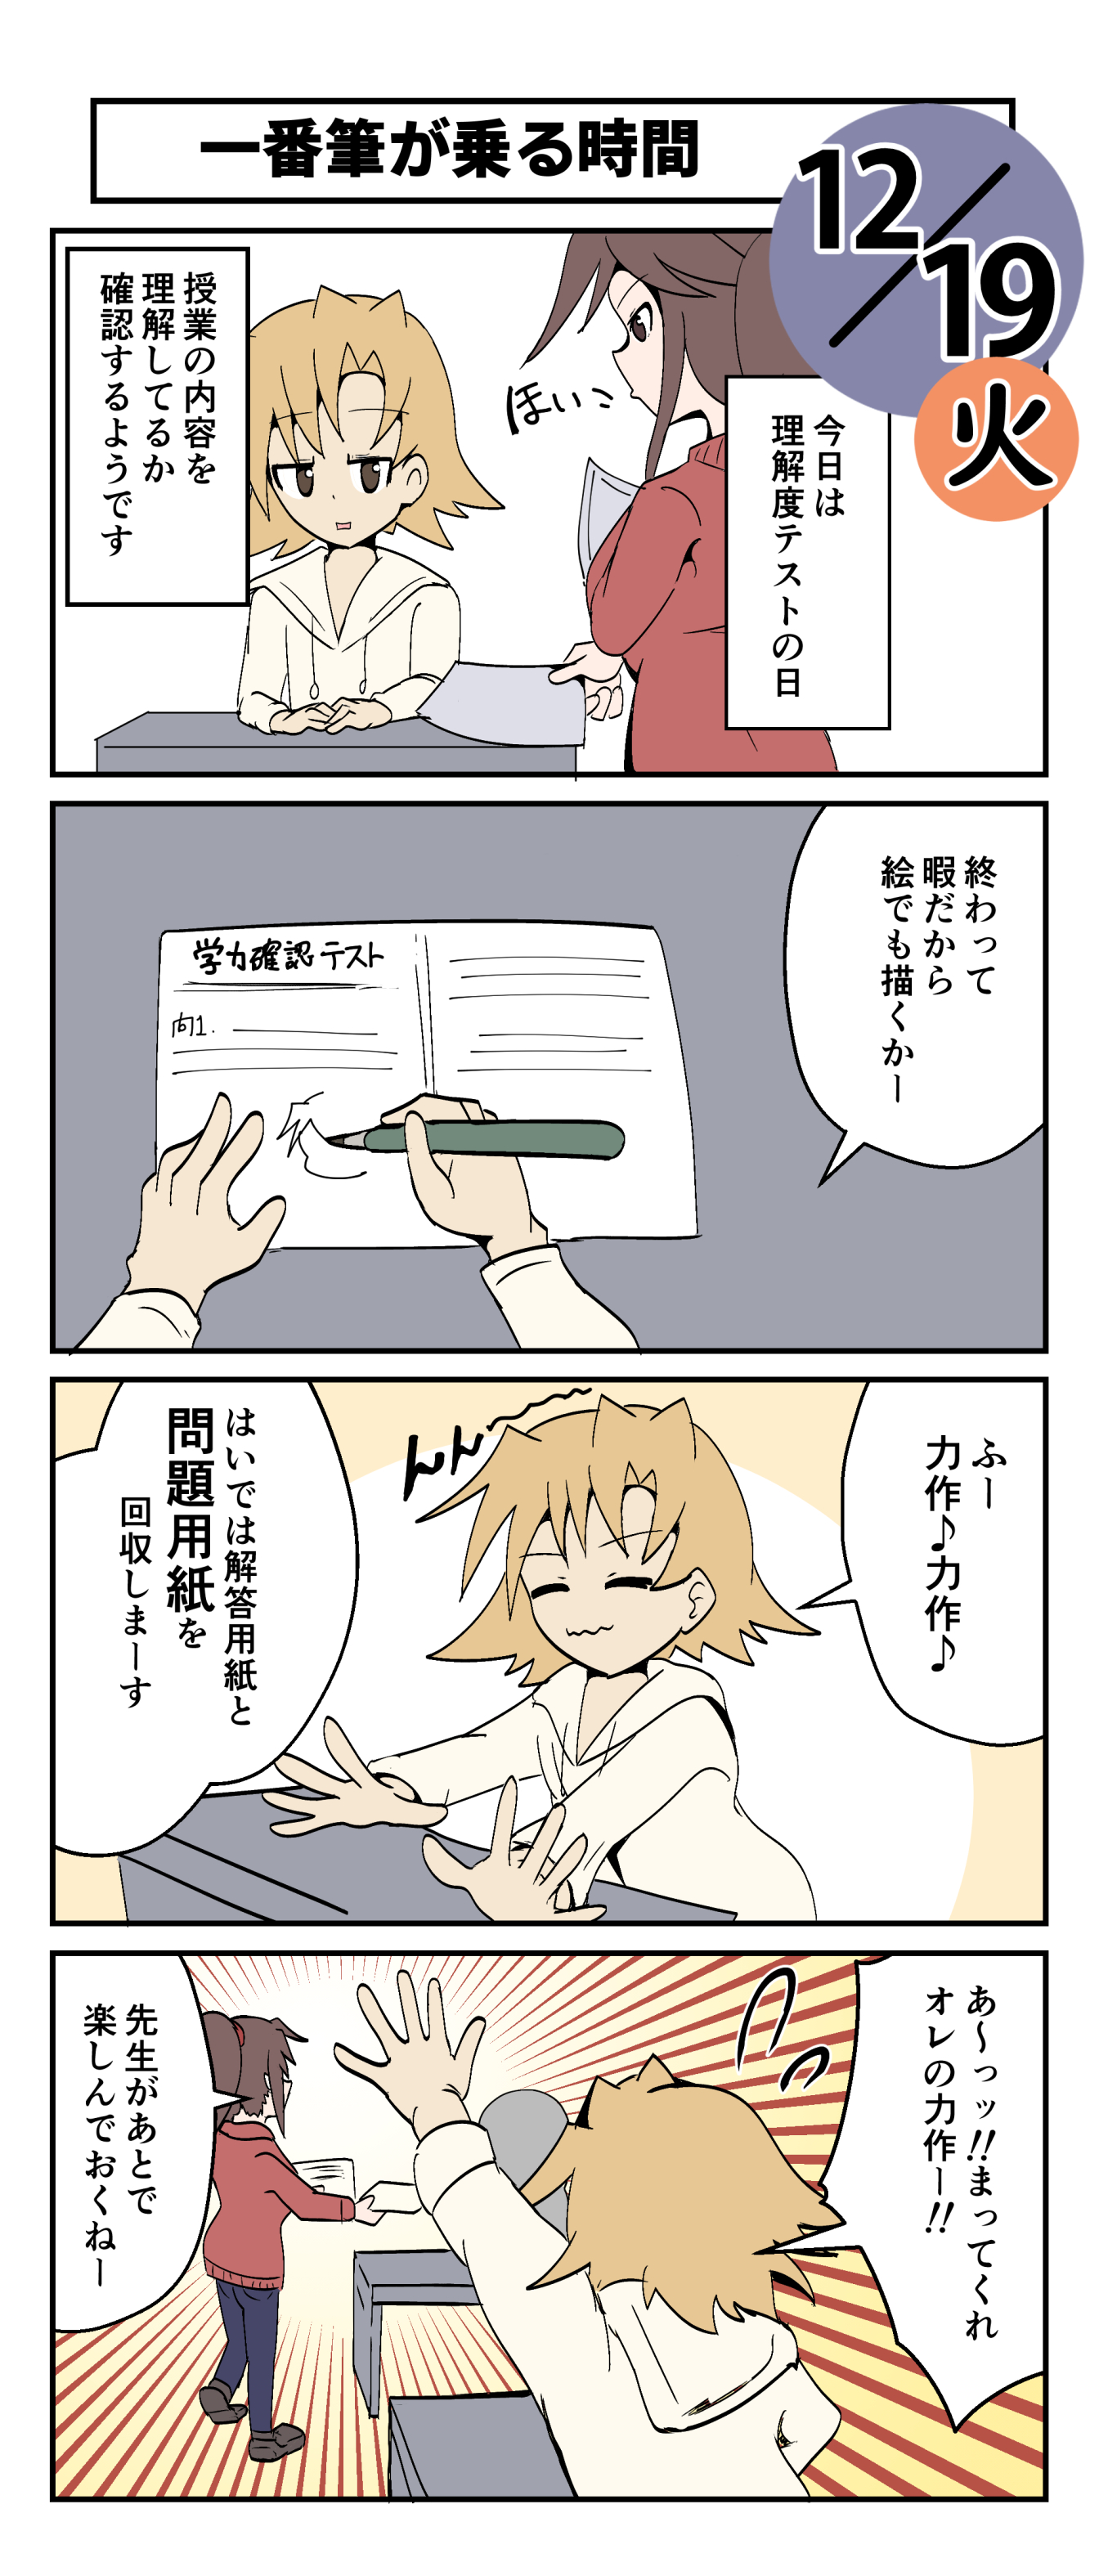 一番筆が乗る時間
12/19
火
今日は
理解度テストの日
ほいっ
授業の内容を
理解してるか
確認するようです
終わって
暇だから
絵でも描くかー
学力確認テスト
問1.
ふー
力作♪力作♪
んん〜
はいでは解答用紙と
問題用紙を
回収しまーす
あ〜っッ!!まってくれ
オレの力作ー!!
先生があとで
楽しんでおくねー